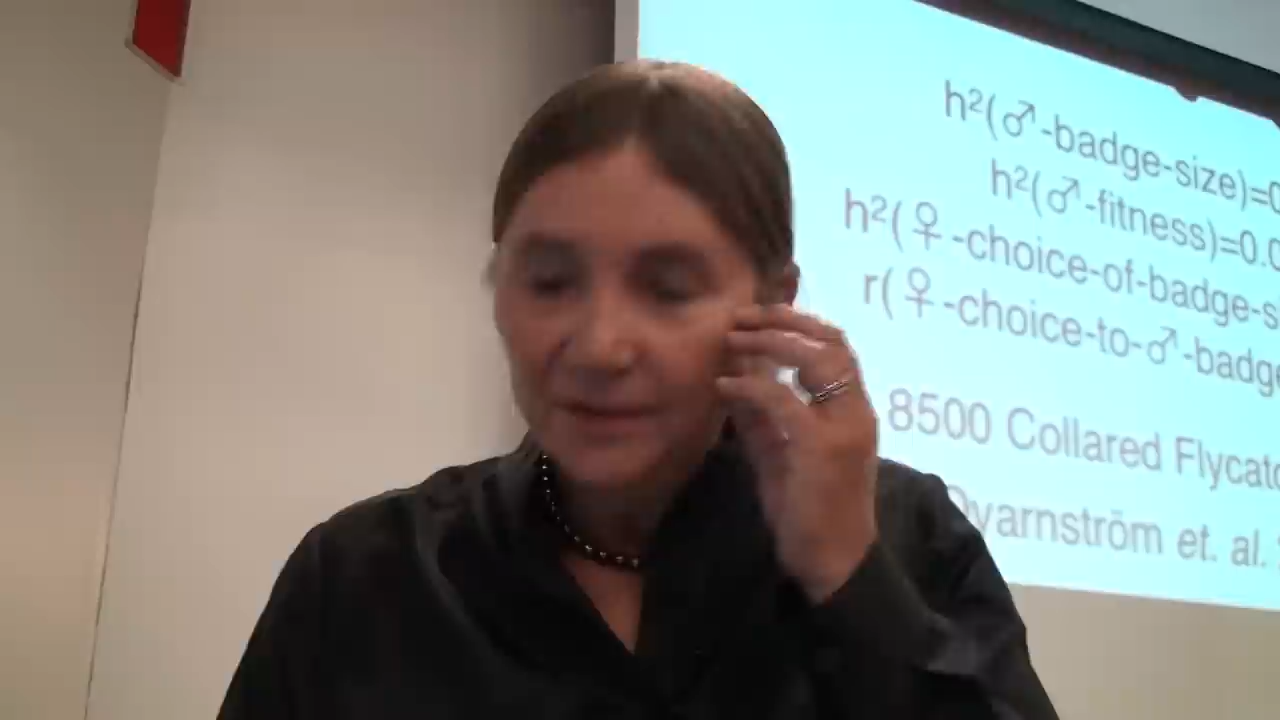 h²(♂-badge-size)=0
h²(♂-fitness)=0.0
h²(♀-choice-of-badge-s
r(♀-choice-to-♂-badge
8500 Collared Flycatc
Qvarnström et. al.